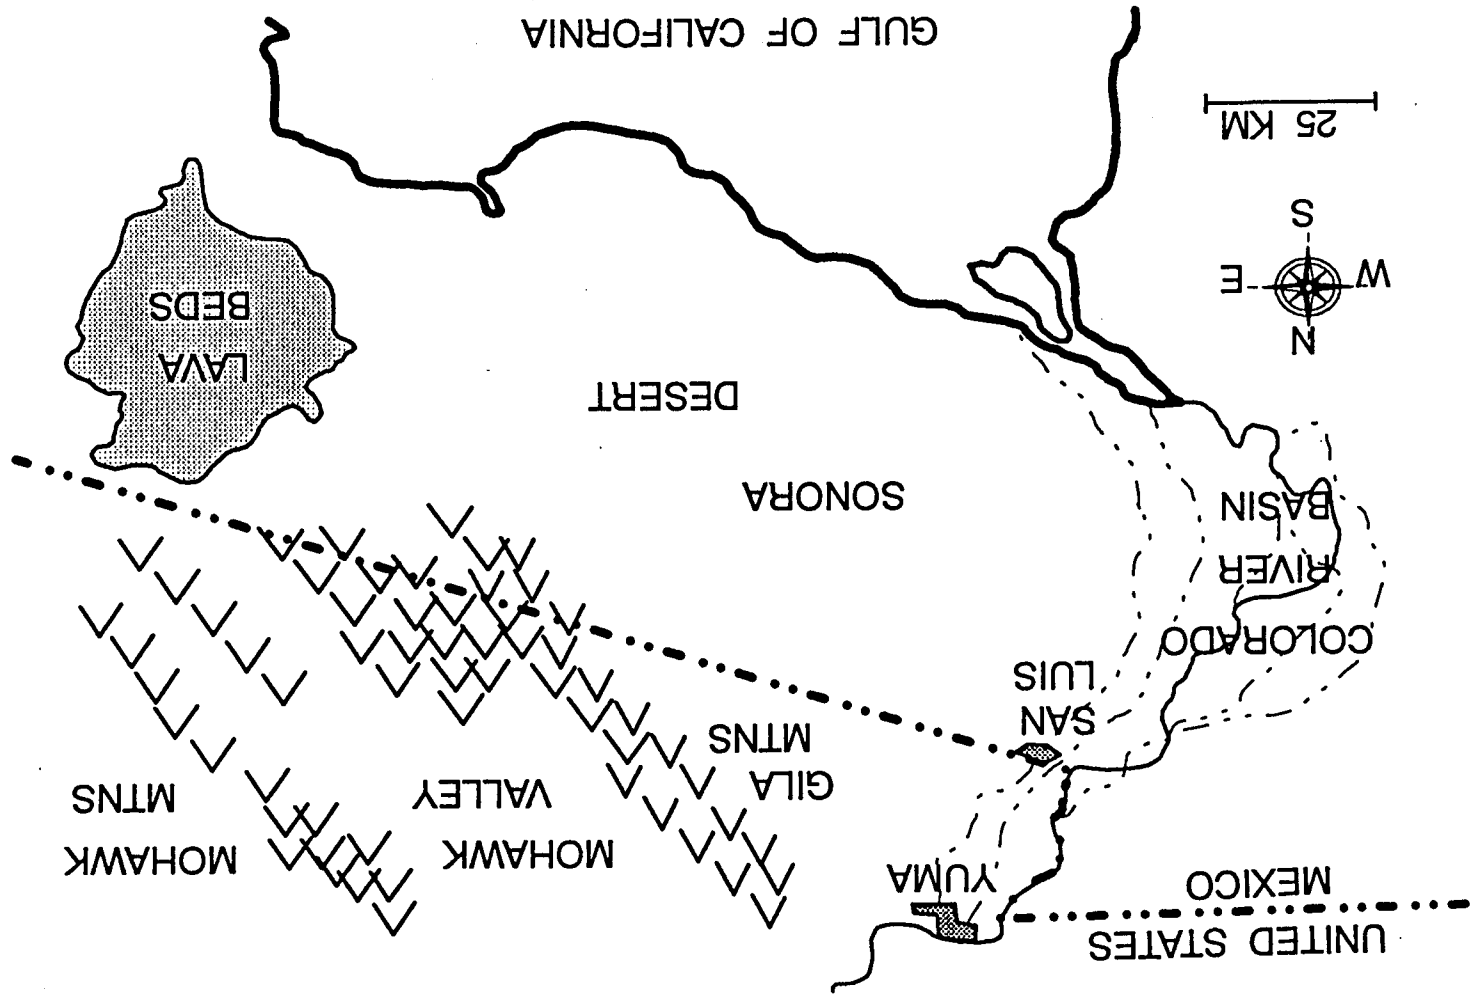 UNITED STATES
MEXICO
YUMA
MOHAWK
VALLEY
MOHAWK
MTNS
GILA
MTNS
SAN
LUIS
COLORADO
RIVER
BASIN
SONORA
DESERT
LAVA
BEDS
N
W
E
S
25 KM
GULF OF CALIFORNIA